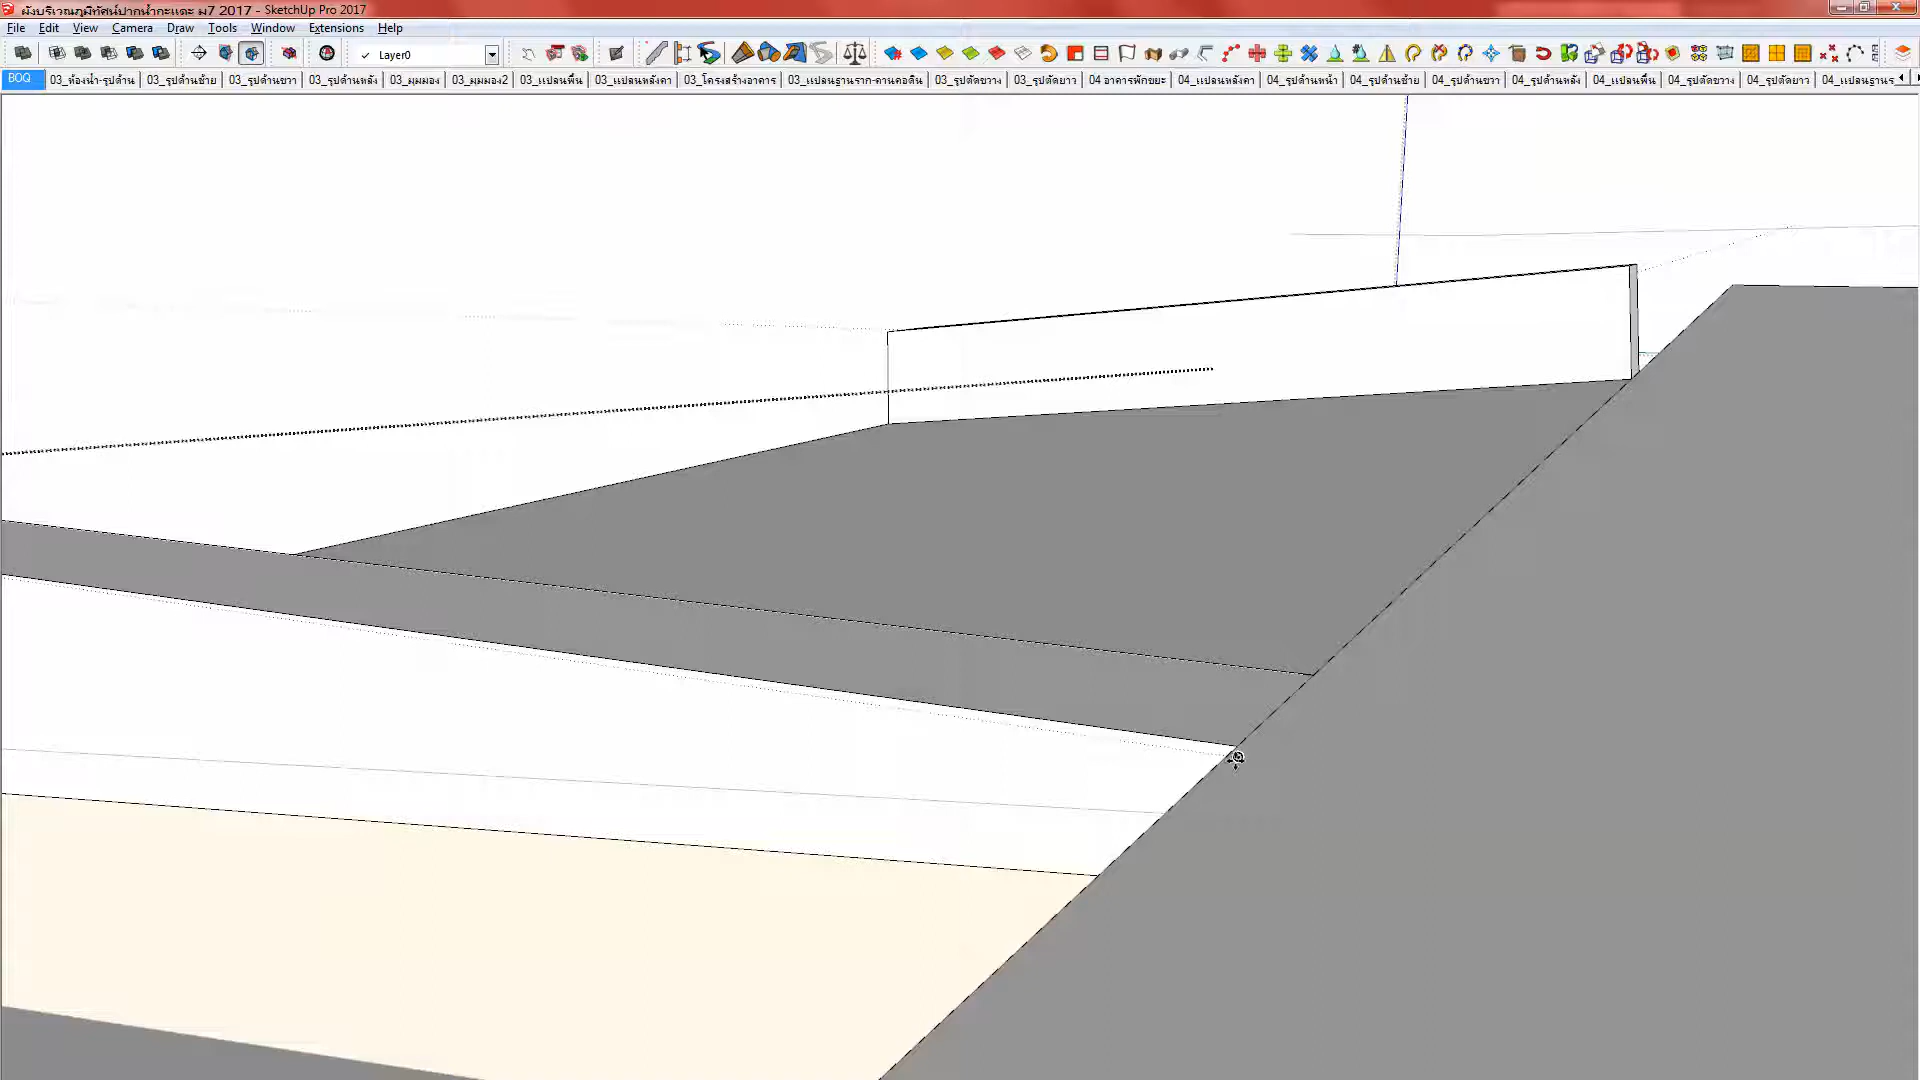 ผังบริเวณภูมิทัศน์ปากน้ำกะแดะ ม7 2017 - SketchUp Pro 2017
File Edit View Camera Draw Tools Window Extensions Help
Layer0
BOQ 03_ห้องน้ำ-รูปด้าน 03_รูปด้านซ้าย 03_รูปด้านขวา 03_รูปด้านหลัง 03_มุมมอง 03_มุมมอง2 03_แปลนพื้น 03_แปลนหลังคา 03_โครงสร้างอาคาร 03_แปลนฐานราก-คานคอดิน 03_รูปตัดขวาง 03_รูปตัดยาว 04 อาคารพักขยะ 04_แปลนหลังคา 04_รูปด้านหน้า 04_รูปด้านซ้าย 04_รูปด้านขวา 04_รูปด้านหลัง 04_แปลนพื้น 04_รูปตัดขวาง 04_รูปตัดยาว 04_แปลนฐานร